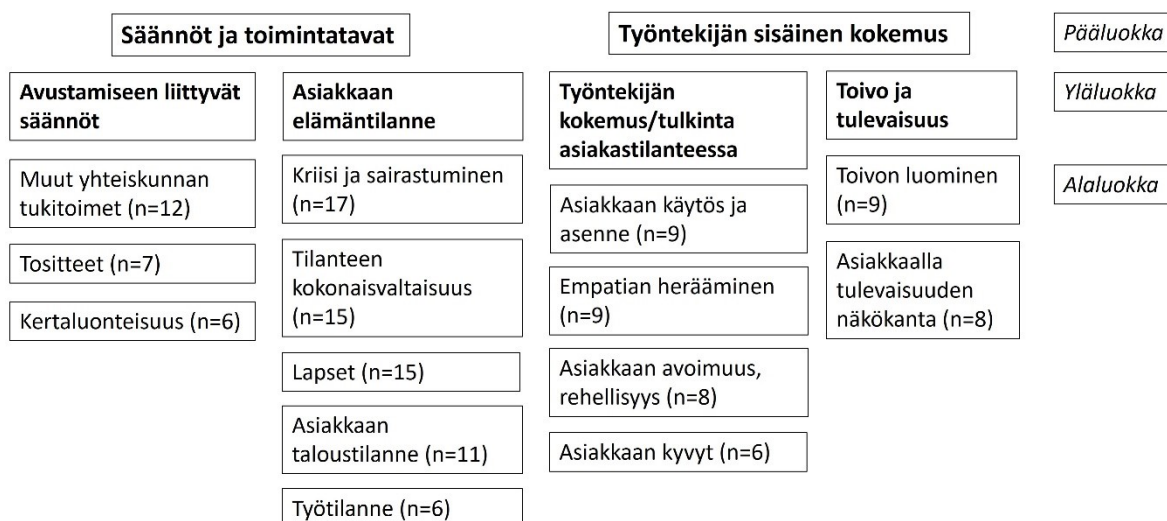 Säännöt ja toimintatavat
Työntekijän sisäinen kokemus
Pääluokka
Avustamiseen liittyvät
säännöt
Asiakkaan
elämäntilanne
Työntekijän
kokemus/tulkinta
asiakastilanteessa
Toivo ja
tulevaisuus
Yläluokka
Muut yhteiskunnan
tukitoimet (n=12)
Tositteet (n=7)
Kertaluonteisuus (n=6)
Kriisi ja sairastuminen
(n=17)
Tilanteen
kokonaisvaltaisuus
(n=15)
Lapset (n=15)
Asiakkaan
taloustilanne (n=11)
Työtilanne (n=6)
Asiakkaan käytös ja
asenne (n=9)
Empatian herääminen
(n=9)
Asiakkaan avoimuus,
rehellisyys (n=8)
Asiakkaan kyvyt (n=6)
Toivon luominen
(n=9)
Asiakkaalla
tulevaisuuden
näkökanta (n=8)
Alaluokka